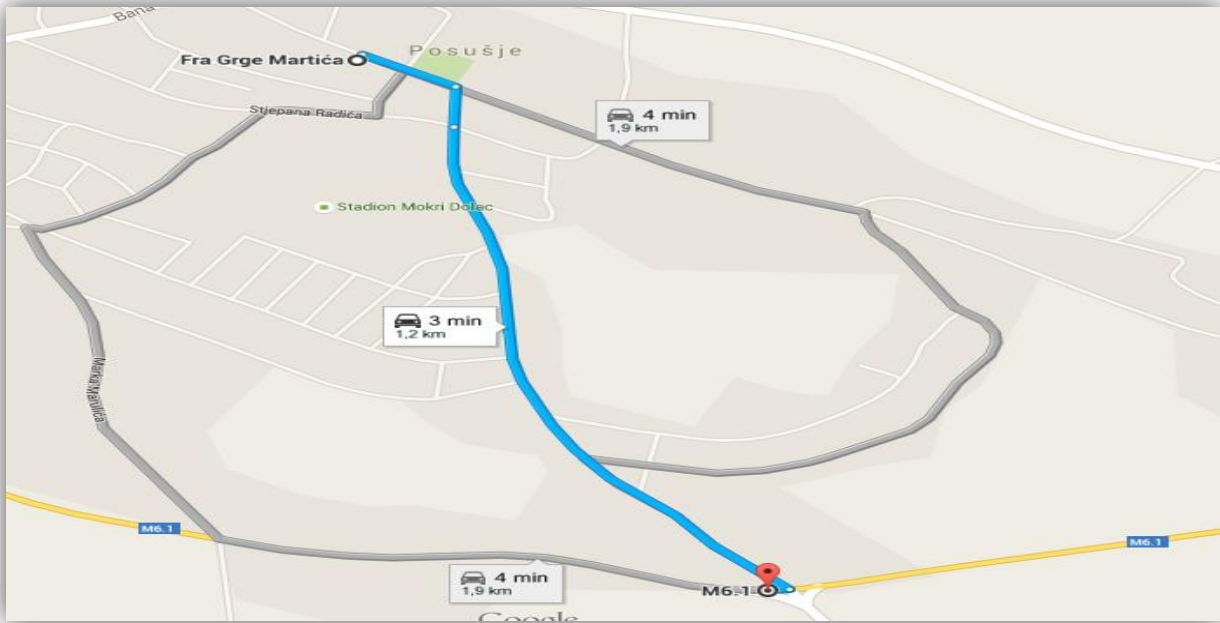 Bana
Posušje
Fra Grge Martića
Stjepana Radića
4 min
1,9 km
Stadion Mokri Dolac
3 min
1,2 km
Marka Marulića
M6.1
M6.1
4 min
1,9 km
M6.1
Google